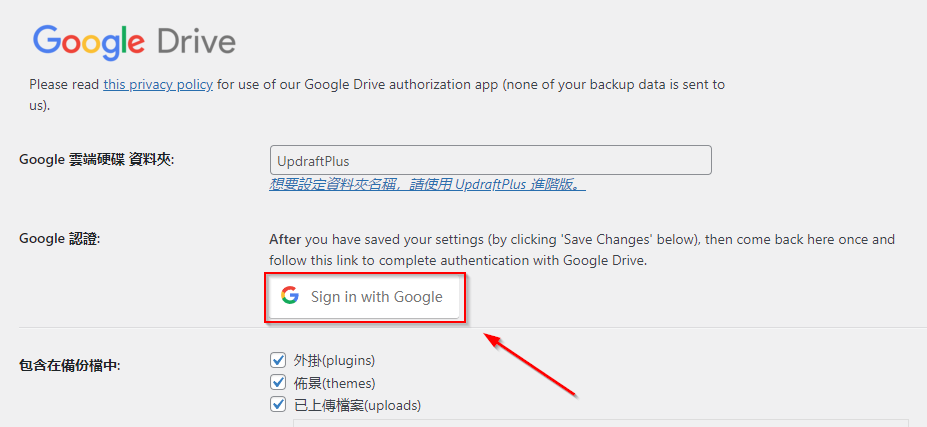 Google Drive
Please read this privacy policy for use of our Google Drive authorization app (none of your backup data is sent to
us).
Google 雲端硬碟 資料夾:
UpdraftPlus
想要設定資料夾名稱，請使用 UpdraftPlus 進階版。
Google 認證:
After you have saved your settings (by clicking 'Save Changes' below), then come back here once and
follow this link to complete authentication with Google Drive.
Sign in with Google
包含在備份檔中:
外掛(plugins)
佈景(themes)
已上傳檔案(uploads)